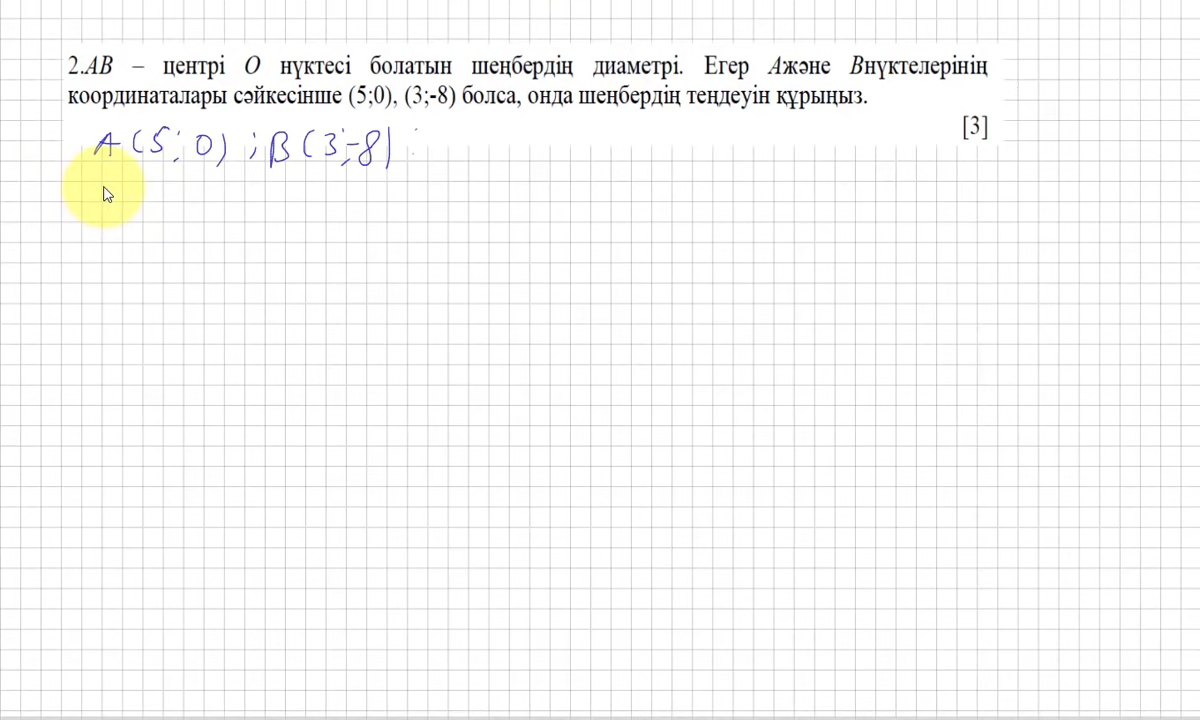 2.AB – центрі O нүктесі болатын шеңбердің диаметрі. Егер Aжәне Bнүктелерінің
координаталары сәйкесінше (5;0), (3;-8) болса, онда шеңбердің теңдеуін құрыңыз.
[3]
A(5;0) ; B(3;-8)